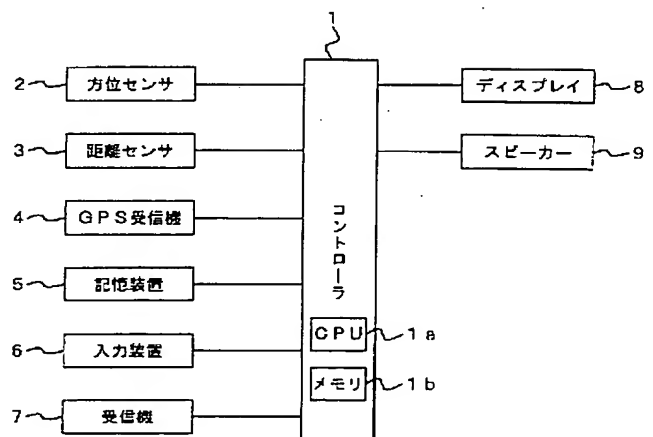 1
2 方位センサ
3 距離センサ
4 GPS受信機
5 記憶装置
6 入力装置
7 受信機
コントローラ
CPU 1a
メモリ 1b
ディスプレイ 8
スピーカー 9